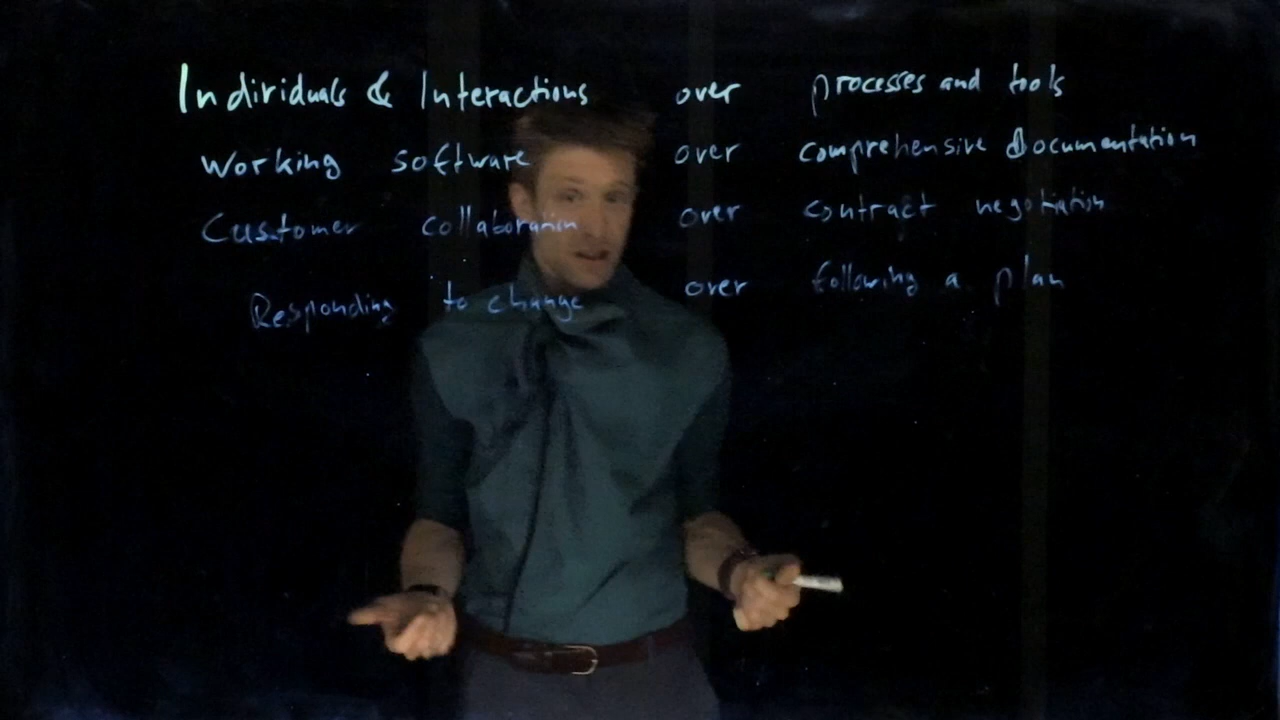 Individuals & Interactions over processes and tools
Working software over comprehensive Documentation
Customer collaboration over contract negotiation
Responding to change over following a plan